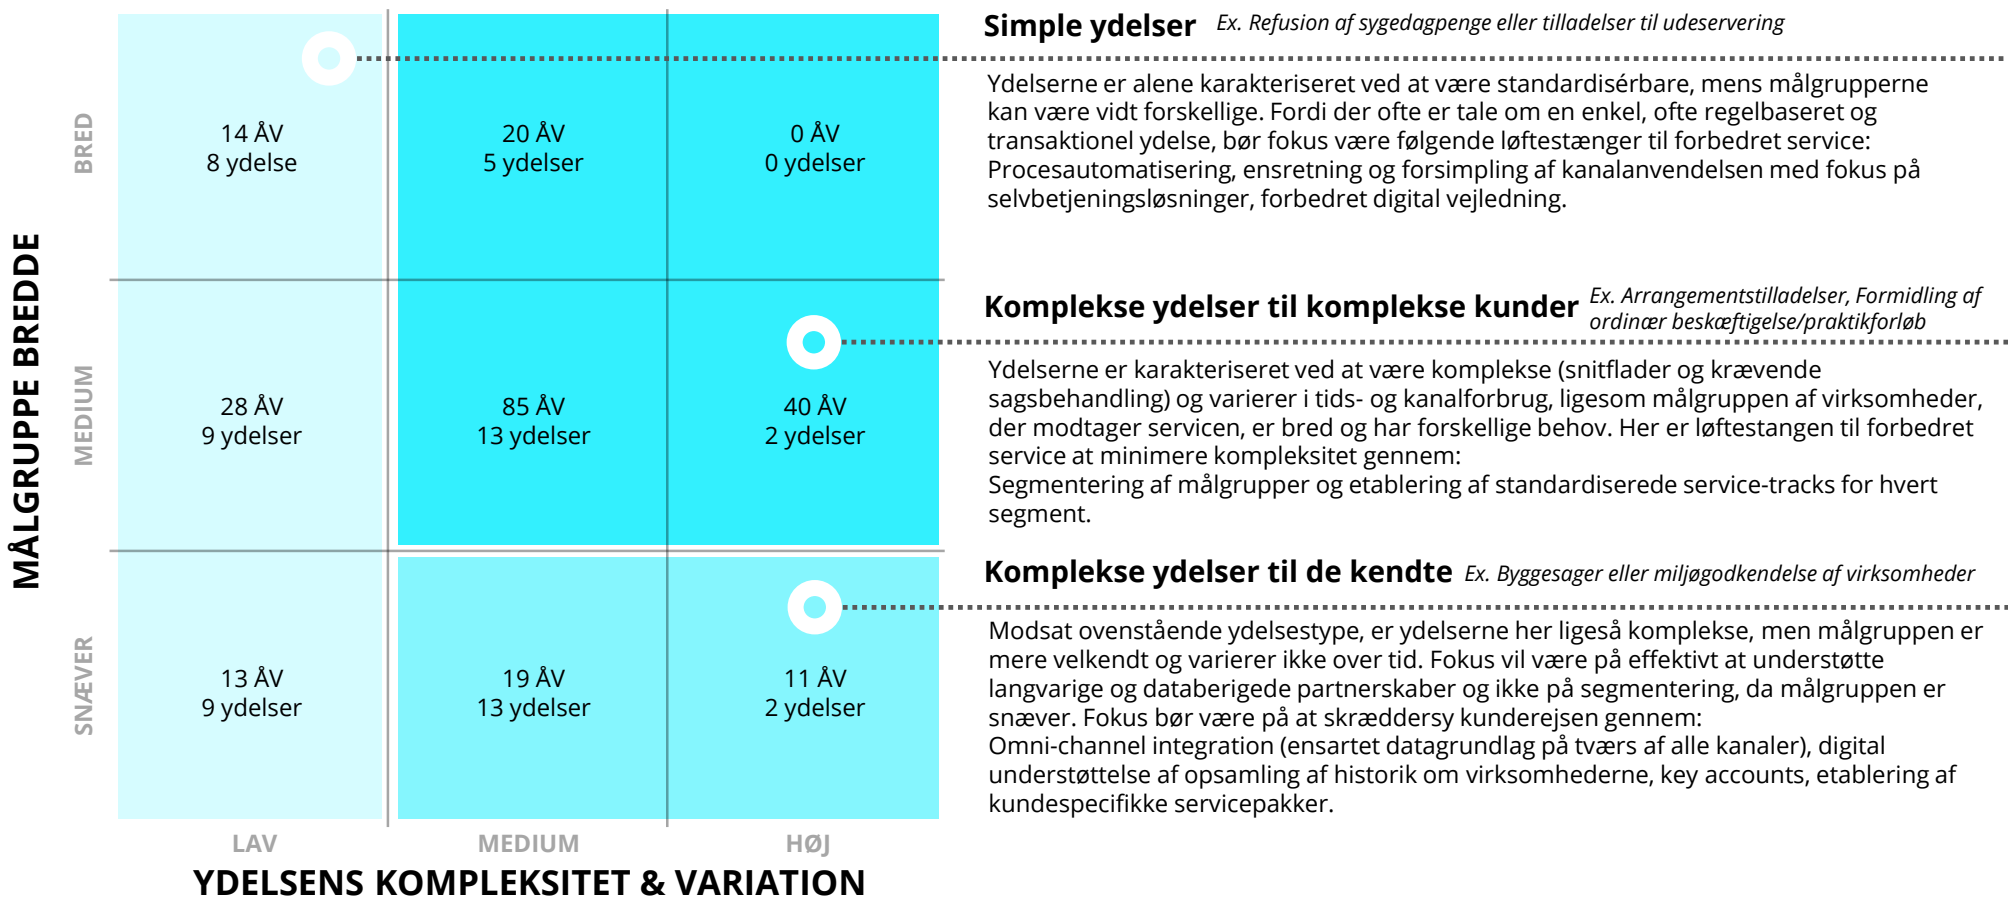 MÅLGRUPPE BREDDE
BRED
MEDIUM
SNÆVER
14 ÅV
8 ydelse
20 ÅV
5 ydelser
0 ÅV
0 ydelser
28 ÅV
9 ydelser
85 ÅV
13 ydelser
40 ÅV
2 ydelser
13 ÅV
9 ydelser
19 ÅV
13 ydelser
11 ÅV
2 ydelser
LAV
MEDIUM
HØJ
YDELSENS KOMPLEKSITET & VARIATION
Simple ydelser Ex. Refusion af sygedagpenge eller tilladelser til udeservering
Ydelserne er alene karakteriseret ved at være standardisérbare, mens målgrupperne
kan være vidt forskellige. Fordi der ofte er tale om en enkel, ofte regelbaseret og
transaktionel ydelse, bør fokus være følgende løftestænger til forbedret service:
Procesautomatisering, ensretning og forsimpling af kanalanvendelsen med fokus på
selvbetjeningsløsninger, forbedret digital vejledning.
Komplekse ydelser til komplekse kunder
Ex. Arrangementstilladelser, Formidling af
ordinær beskæftigelse/praktikforløb
Ydelserne er karakteriseret ved at være komplekse (snitflader og krævende
sagsbehandling) og varierer i tids- og kanalforbrug, ligesom målgruppen af virksomheder,
der modtager servicen, er bred og har forskellige behov. Her er løftestangen til forbedret
service at minimere kompleksitet gennem:
Segmentering af målgrupper og etablering af standardiserede service-tracks for hvert
segment.
Komplekse ydelser til de kendte Ex. Byggesager eller miljøgodkendelse af virksomheder
Modsat ovenstående ydelsestype, er ydelserne her ligeså komplekse, men målgruppen er
mere velkendt og varierer ikke over tid. Fokus vil være på effektivt at understøtte
langvarige og databerigede partnerskaber og ikke på segmentering, da målgruppen er
snæver. Fokus bør være på at skræddersy kunderejsen gennem:
Omni-channel integration (ensartet datagrundlag på tværs af alle kanaler), digital
understøttelse af opsamling af historik om virksomhederne, key accounts, etablering af
kundespecifikke servicepakker.